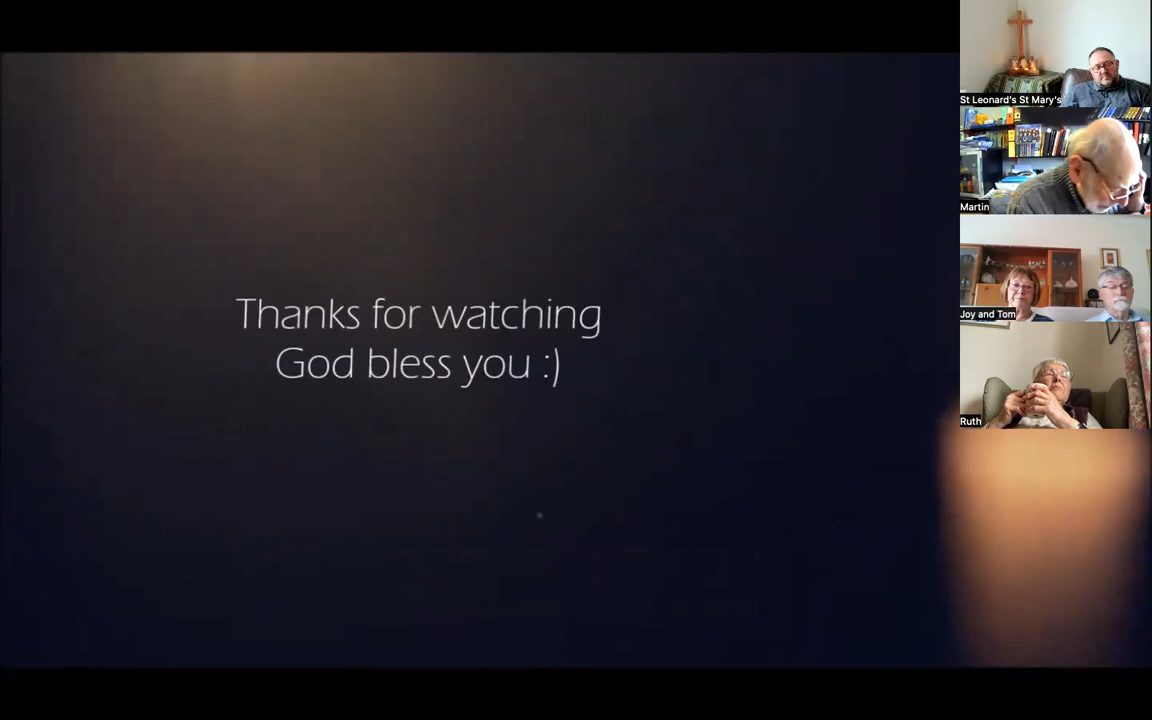 Thanks for watching
God bless you :)
St Leonard's St Mary's
Martin
Joy and Tom
Ruth